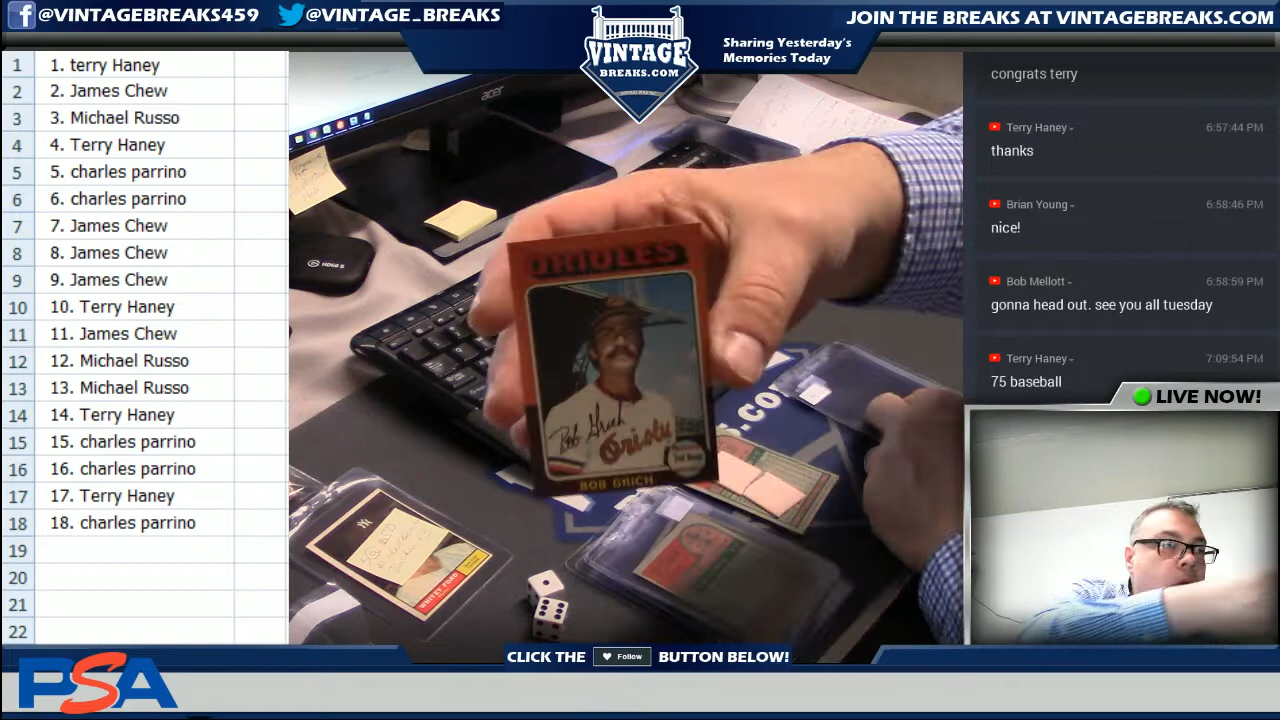 @VINTAGEBREAKS459
@VINTAGE_BREAKS
VINTAGE
BREAKS.COM
Sharing Yesterday's
Memories Today
JOIN THE BREAKS AT VINTAGEBREAKS.COM
1 1. terry Haney
2 2. James Chew
3 3. Michael Russo
4 4. Terry Haney
5 5. charles parrino
6 6. charles parrino
7 7. James Chew
8 8. James Chew
9 9. James Chew
10 10. Terry Haney
11 11. James Chew
12 12. Michael Russo
13 13. Michael Russo
14 14. Terry Haney
15 15. charles parrino
16 16. charles parrino
17 17. Terry Haney
18 18. charles parrino
19
20
21
22
acer
ORIOLES
Bob Grich
Orioles
BOB GRICH
WHITEY FORD
congrats terry
Terry Haney 6:57:44 PM
thanks
Brian Young 6:58:46 PM
nice!
Bob Mellott 6:58:59 PM
gonna head out. see you all tuesday
Terry Haney 7:09:54 PM
75 baseball
LIVE NOW!
CLICK THE Follow BUTTON BELOW!
PSA